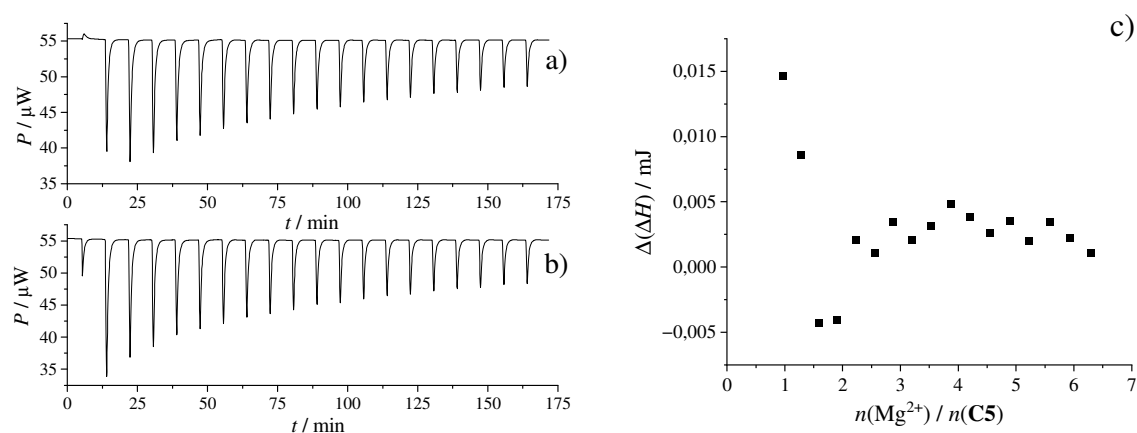 55
50
45
40
35
P / μW
0 25 50 75 100 125 150 175
t / min
a)
55
50
45
40
35
P / μW
0 25 50 75 100 125 150 175
t / min
b)
c)
0,015
0,010
0,005
0,000
−0,005
Δ(ΔH) / mJ
0 1 2 3 4 5 6 7
n(Mg²⁺) / n(C5)